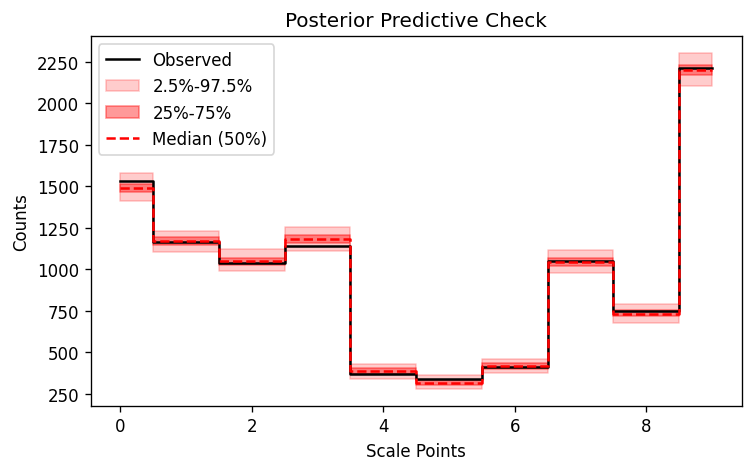 Posterior Predictive Check
Observed
2.5%-97.5%
25%-75%
Median (50%)
Counts
2250
2000
1750
1500
1250
1000
750
500
250
0 2 4 6 8
Scale Points